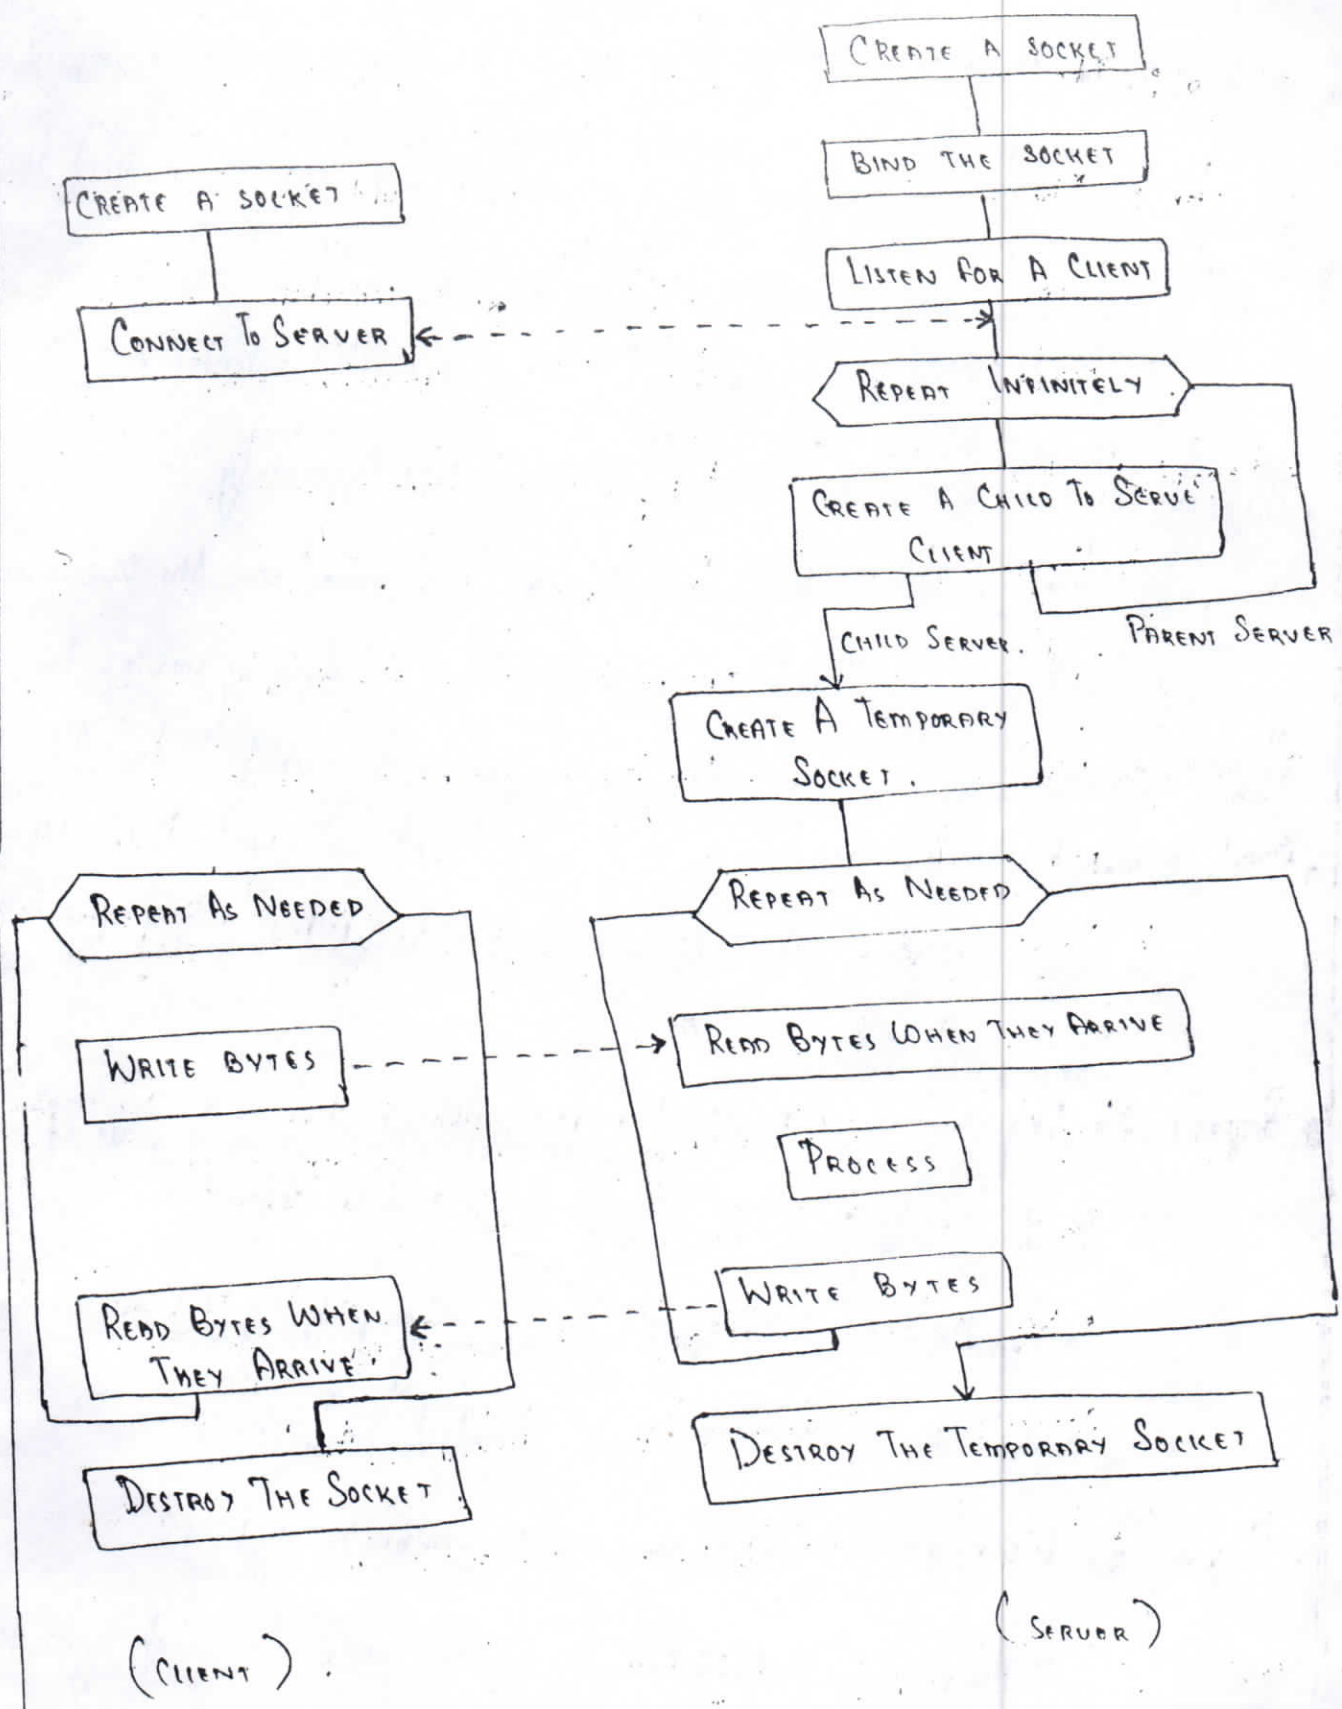 CREATE A SOCKET
BIND THE SOCKET
CREATE A SOCKET
LISTEN FOR A CLIENT
CONNECT TO SERVER
REPEAT INFINITELY
CREATE A CHILD TO SERVE
CLIENT
CHILD SERVER.
PARENT SERVER
CREATE A TEMPORARY
SOCKET.
REPEAT AS NEEDED
REPEAT AS NEEDED
WRITE BYTES
READ BYTES WHEN THEY ARRIVE
PROCESS
WRITE BYTES
READ BYTES WHEN
THEY ARRIVE.
DESTROY THE SOCKET
DESTROY THE TEMPORARY SOCKET
(CLIENT).
(SERVER)